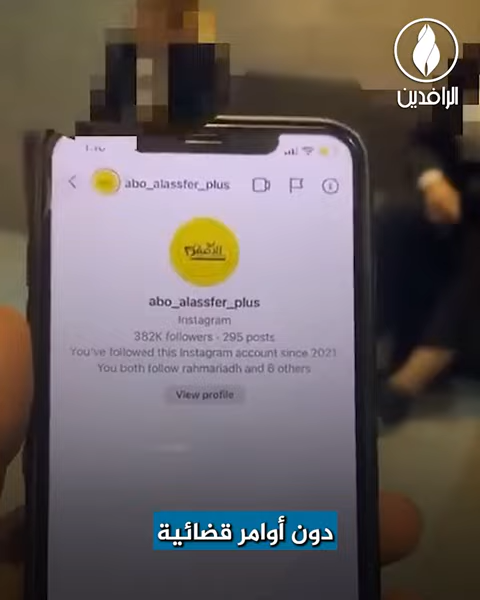 الرافدين
abo_alassfer_plus
abo_alassfer_plus
Instagram
382K followers · 295 posts
You've followed this Instagram account since 2021
You both follow rahmariadh and 6 others
View profile
دون أوامر قضائية